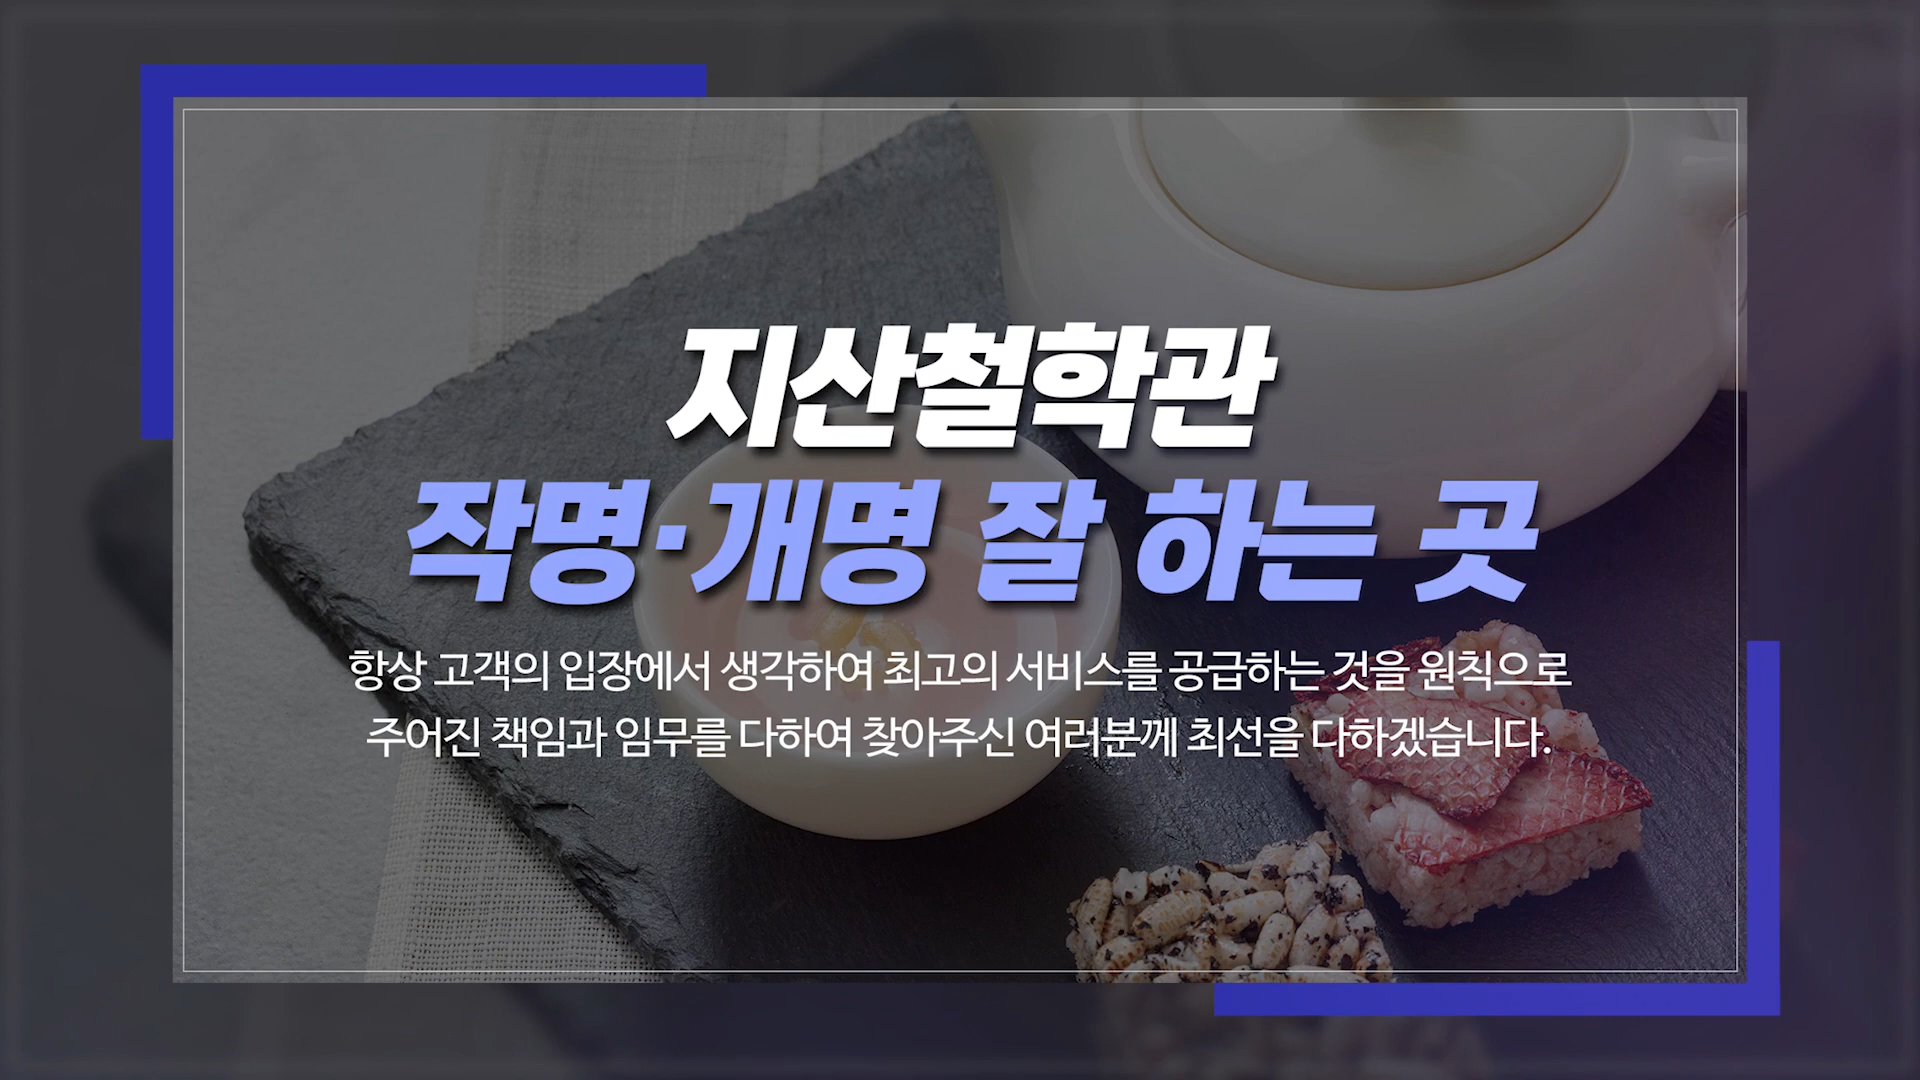 지산철학관
작명·개명 잘 하는 곳
항상 고객의 입장에서 생각하여 최고의 서비스를 공급하는 것을 원칙으로
주어진 책임과 임무를 다하여 찾아주신 여러분께 최선을 다하겠습니다.